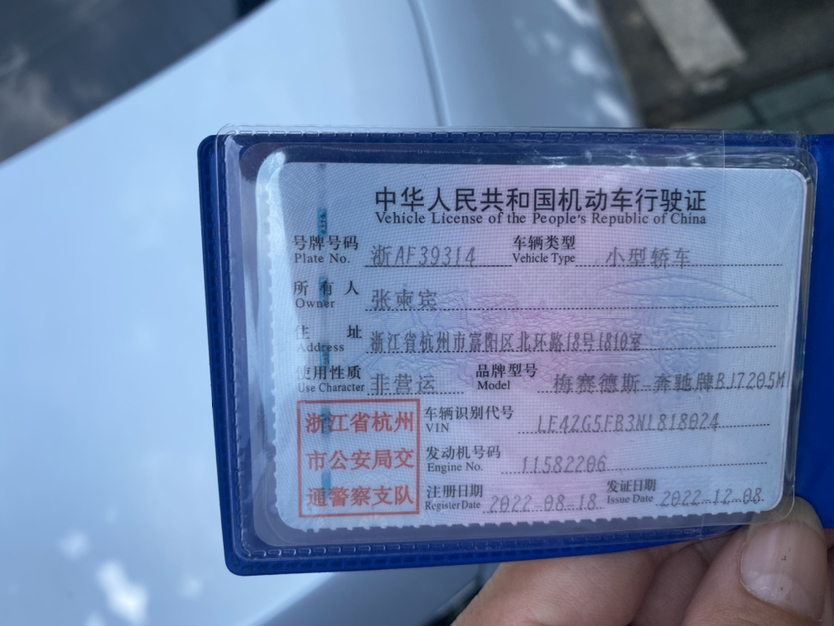 中华人民共和国机动车行驶证
Vehicle License of the People's Republic of China
号牌号码 浙AF39314 车辆类型 小型轿车
Plate No. Vehicle Type
所有人 张柬宾
Owner
住址 浙江省杭州市富阳区北环路18号1810室
Address
使用性质 非营运 品牌型号 梅赛德斯-奔驰牌BJ7205M
Use Character Model
浙江省杭州
市公安局交
通警察支队
车辆识别代号 LE4ZG5FB3NL818024
VIN
发动机号码 11582206
Engine No.
注册日期 2022-08-18 发证日期 2022-12-08
Register Date Issue Date